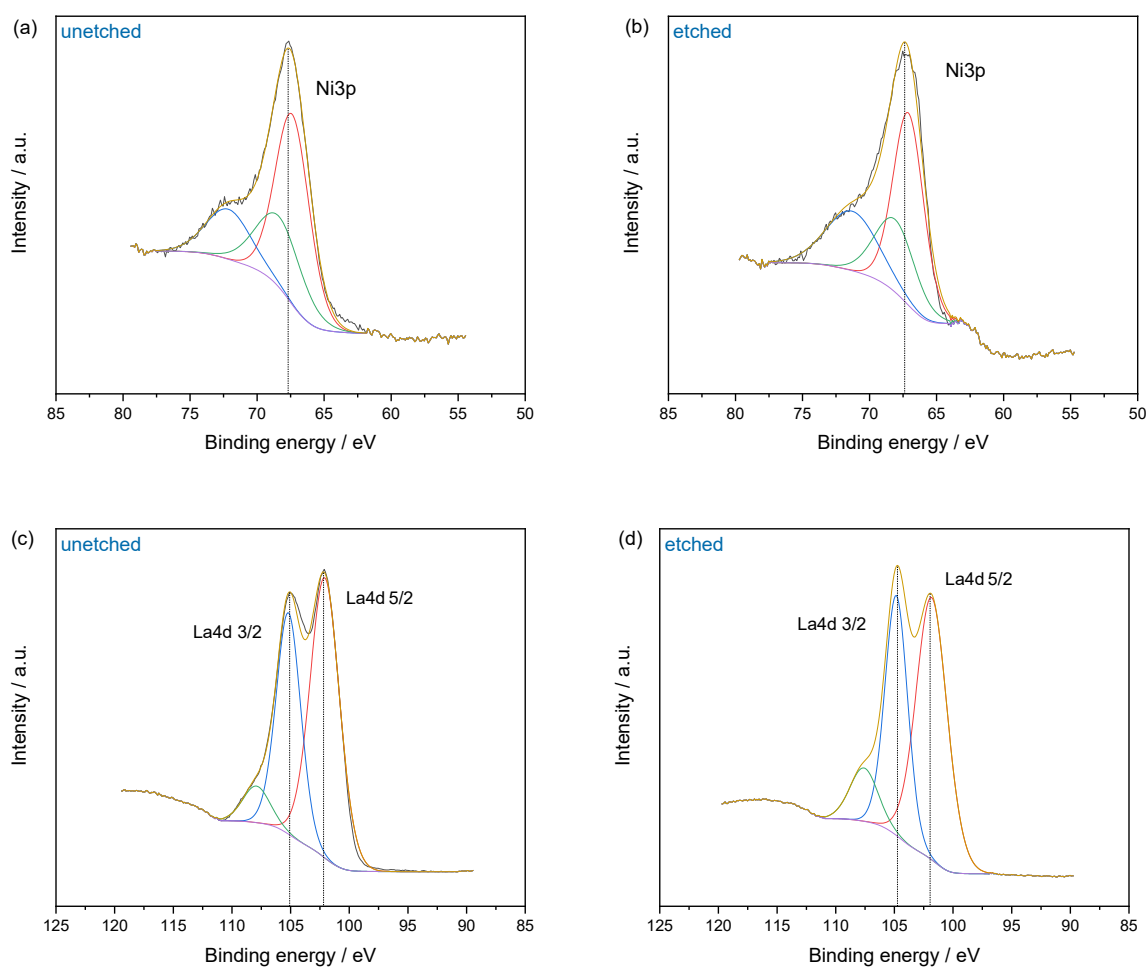 (a)
unetched
Ni3p
Intensity / a.u.
85 80 75 70 65 60 55 50
Binding energy / eV
(b)
etched
Ni3p
Intensity / a.u.
85 80 75 70 65 60 55 50
Binding energy / eV
(c)
unetched
La4d 5/2
La4d 3/2
Intensity / a.u.
125 120 115 110 105 100 95 90 85
Binding energy / eV
(d)
etched
La4d 5/2
La4d 3/2
Intensity / a.u.
125 120 115 110 105 100 95 90 85
Binding energy / eV